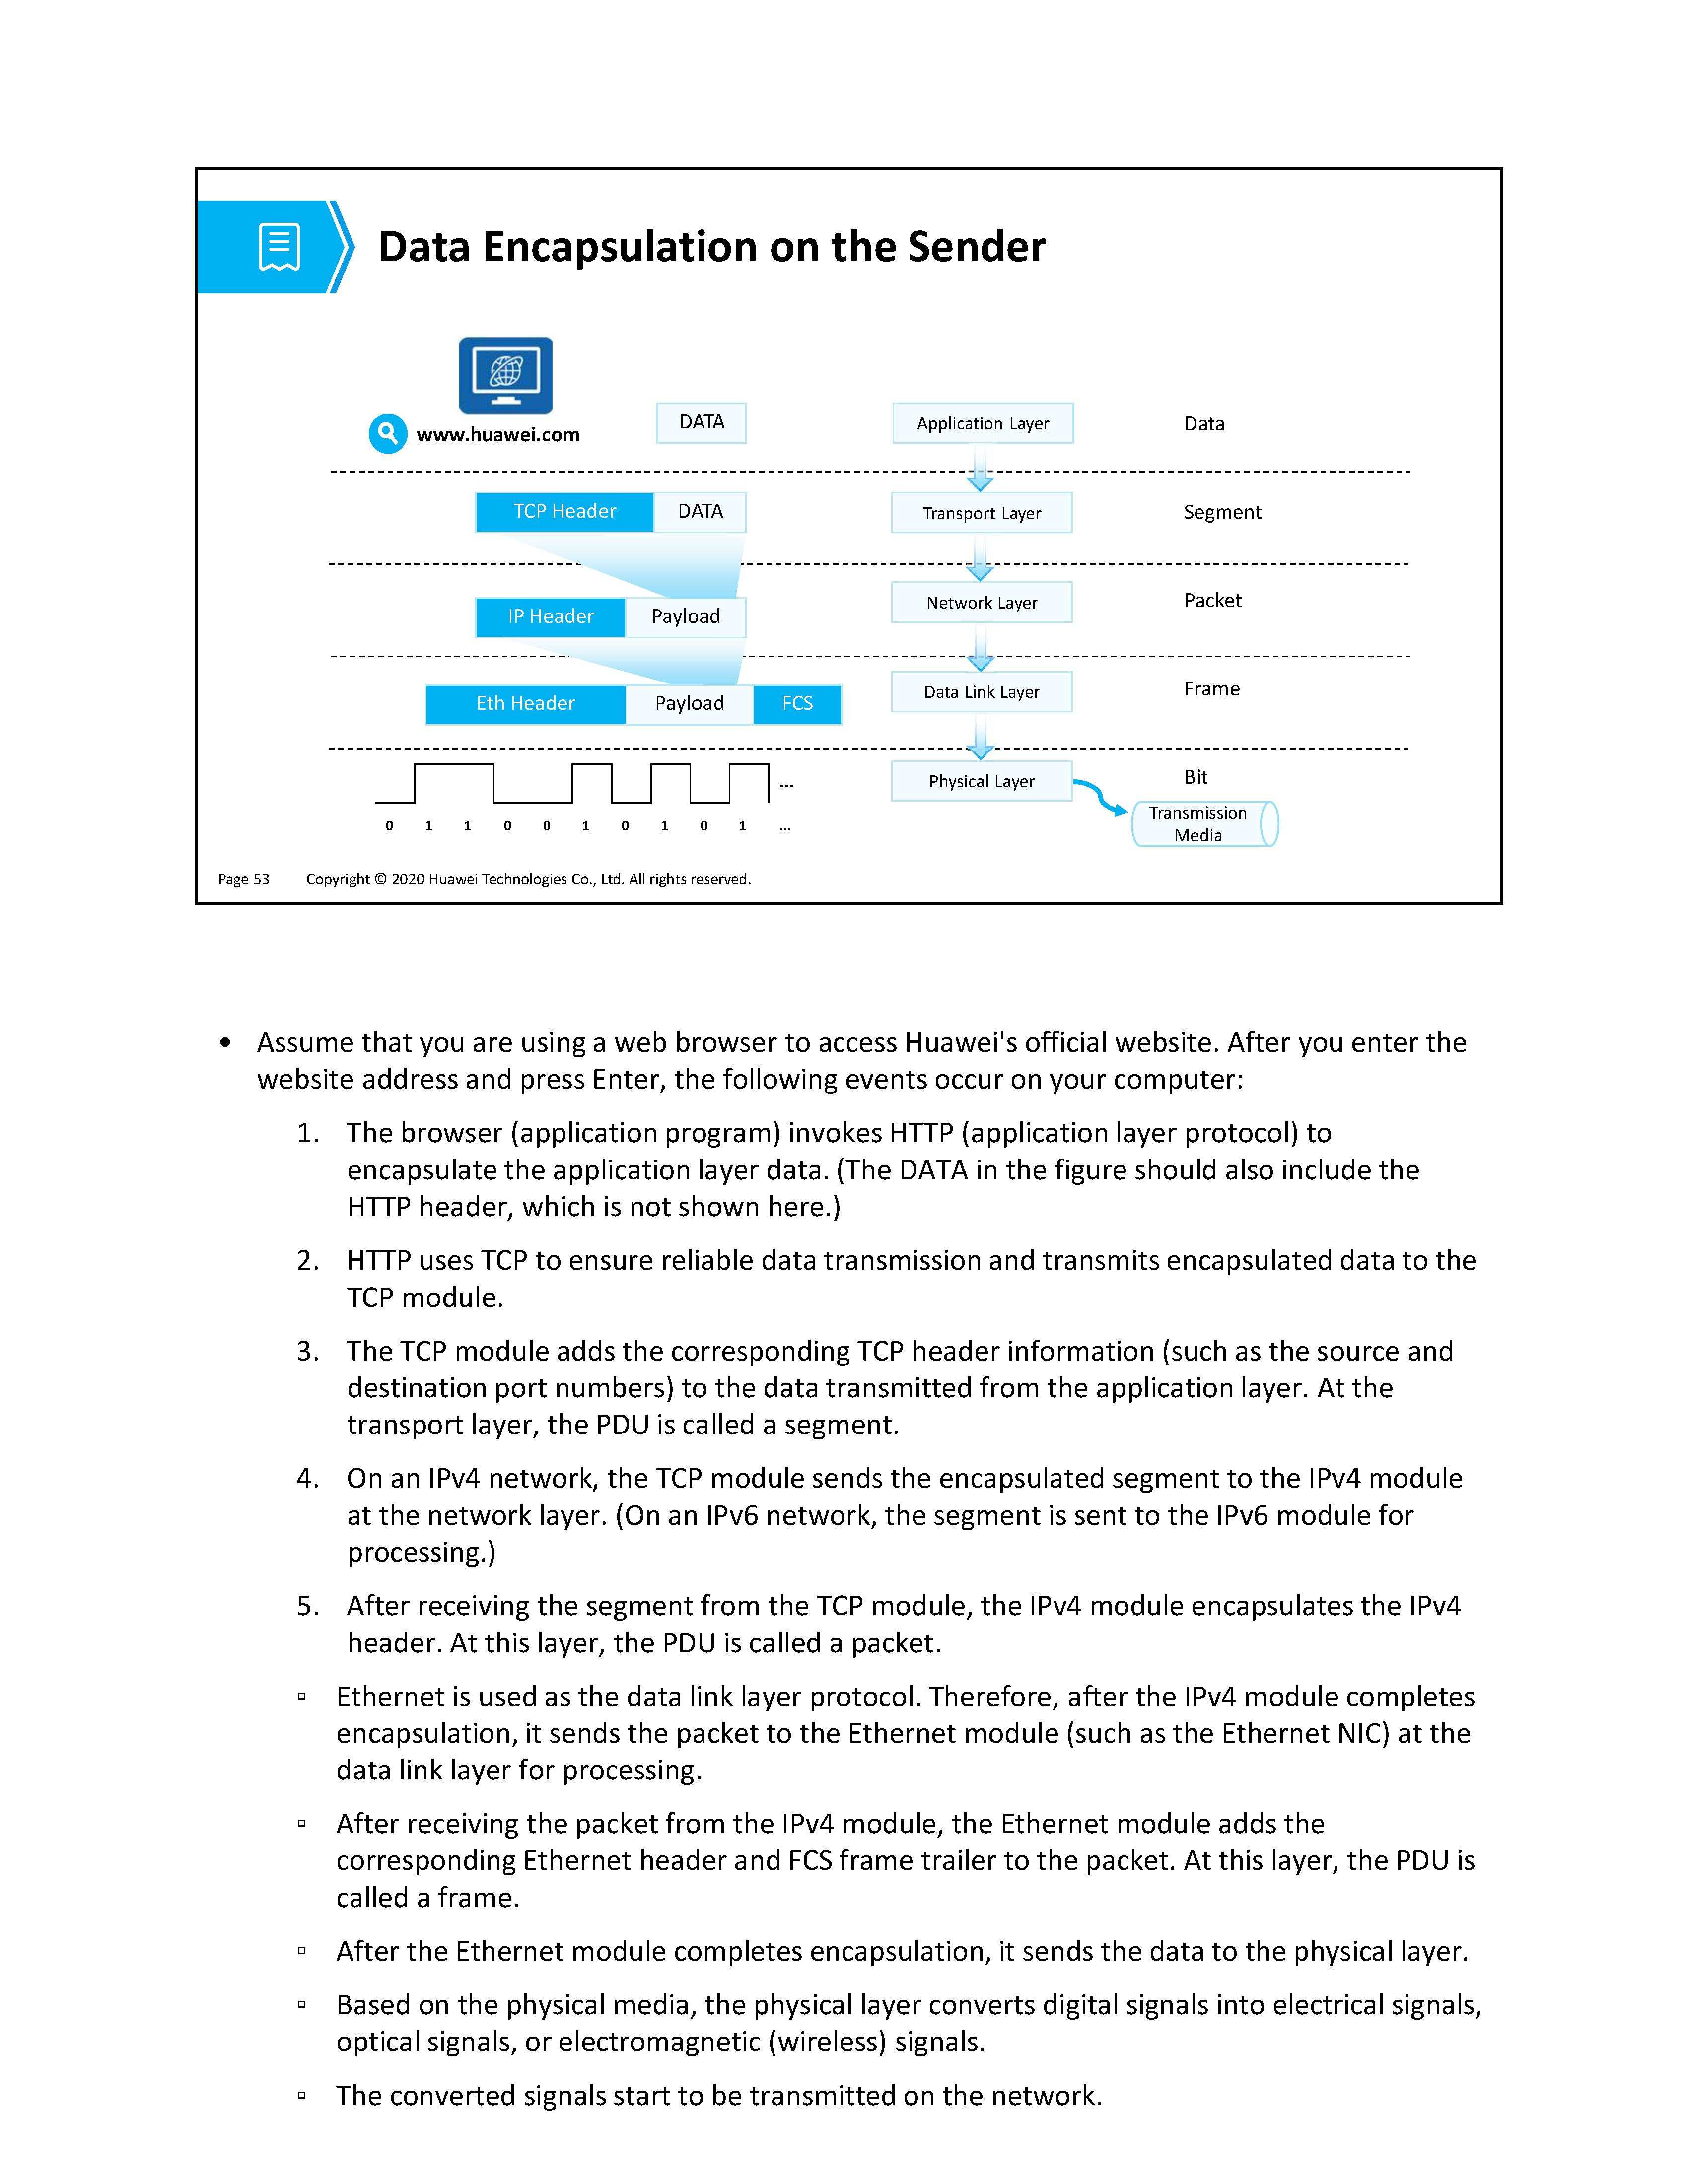 Data Encapsulation on the Sender
www.huawei.com
DATA
Application Layer
Data
TCP Header
DATA
Transport Layer
Segment
IP Header
Payload
Network Layer
Packet
Eth Header
Payload
FCS
Data Link Layer
Frame
...
Physical Layer
Bit
Transmission
Media
0 1 1 0 0 1 0 1 0 1 ...
Page 53 Copyright © 2020 Huawei Technologies Co., Ltd. All rights reserved.
• Assume that you are using a web browser to access Huawei's official website. After you enter the
website address and press Enter, the following events occur on your computer:
1. The browser (application program) invokes HTTP (application layer protocol) to
encapsulate the application layer data. (The DATA in the figure should also include the
HTTP header, which is not shown here.)
2. HTTP uses TCP to ensure reliable data transmission and transmits encapsulated data to the
TCP module.
3. The TCP module adds the corresponding TCP header information (such as the source and
destination port numbers) to the data transmitted from the application layer. At the
transport layer, the PDU is called a segment.
4. On an IPv4 network, the TCP module sends the encapsulated segment to the IPv4 module
at the network layer. (On an IPv6 network, the segment is sent to the IPv6 module for
processing.)
5. After receiving the segment from the TCP module, the IPv4 module encapsulates the IPv4
header. At this layer, the PDU is called a packet.
▫ Ethernet is used as the data link layer protocol. Therefore, after the IPv4 module completes
encapsulation, it sends the packet to the Ethernet module (such as the Ethernet NIC) at the
data link layer for processing.
▫ After receiving the packet from the IPv4 module, the Ethernet module adds the
corresponding Ethernet header and FCS frame trailer to the packet. At this layer, the PDU is
called a frame.
▫ After the Ethernet module completes encapsulation, it sends the data to the physical layer.
▫ Based on the physical media, the physical layer converts digital signals into electrical signals,
optical signals, or electromagnetic (wireless) signals.
▫ The converted signals start to be transmitted on the network.